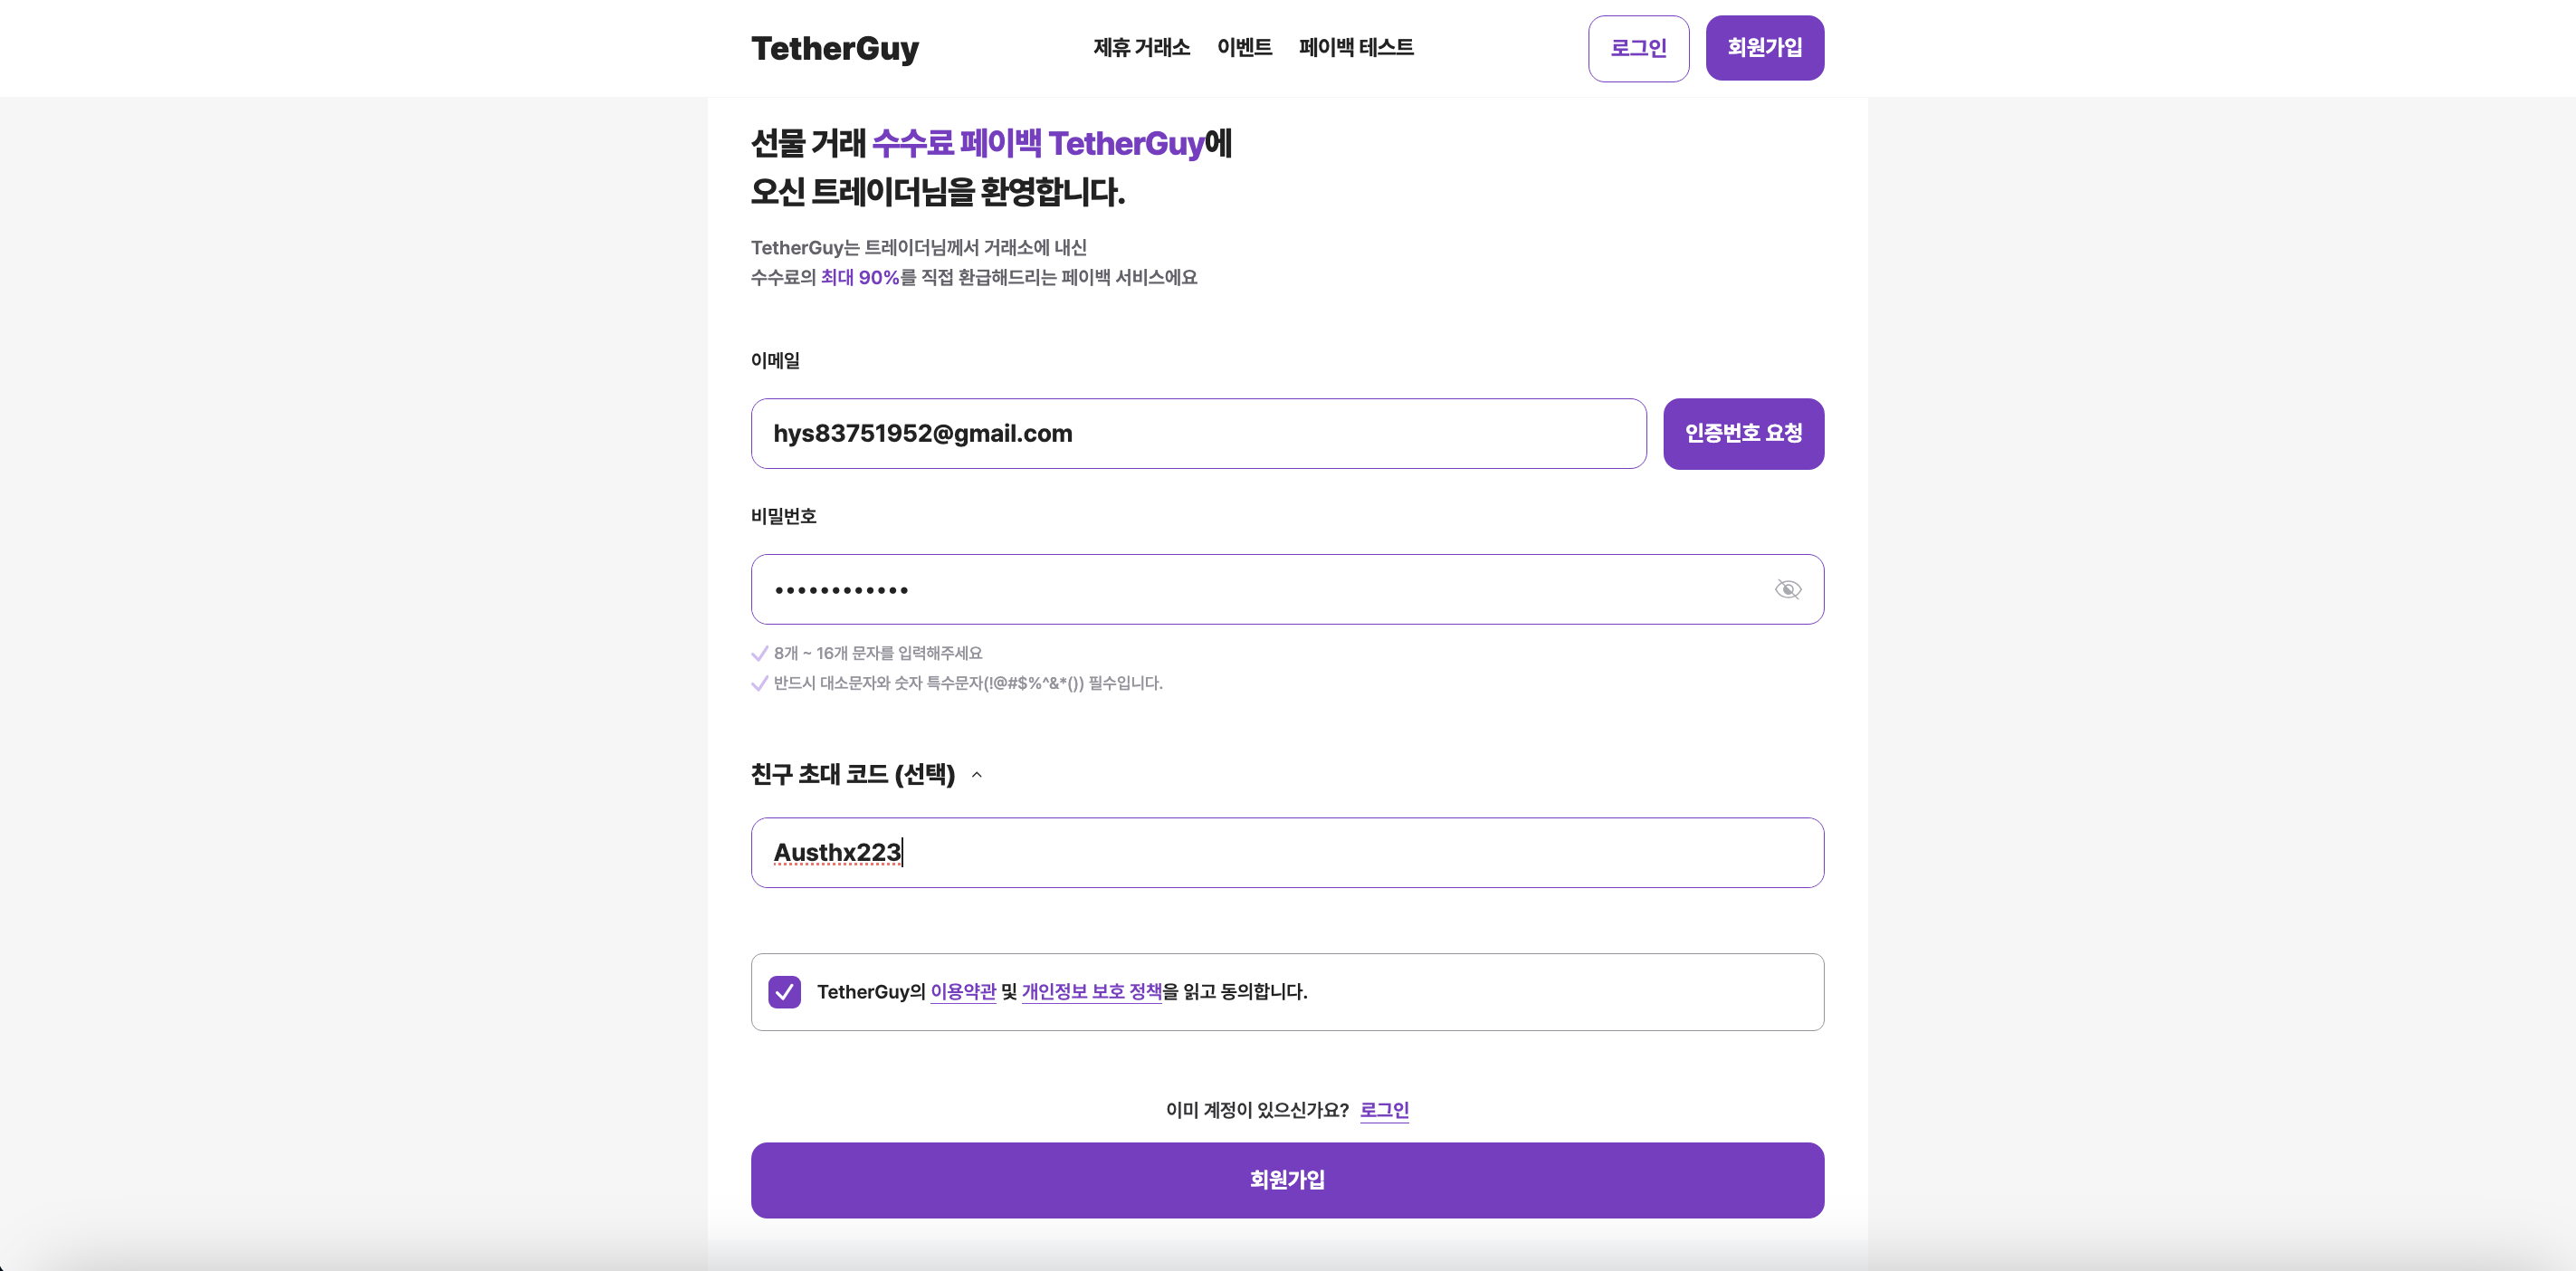 TetherGuy 제휴 거래소 이벤트 페이백 테스트 로그인 회원가입
선물 거래 수수료 페이백 TetherGuy에
오신 트레이더님을 환영합니다.
TetherGuy는 트레이더님께서 거래소에 내신
수수료의 최대 90%를 직접 환급해드리는 페이백 서비스에요
이메일
hys83751952@gmail.com 인증번호 요청
비밀번호
••••••••••••
8개 ~ 16개 문자를 입력해주세요
반드시 대소문자와 숫자 특수문자(!@#$%^&*()) 필수입니다.
친구 초대 코드 (선택)
Austhx223
TetherGuy의 이용약관 및 개인정보 보호 정책을 읽고 동의합니다.
이미 계정이 있으신가요? 로그인
회원가입